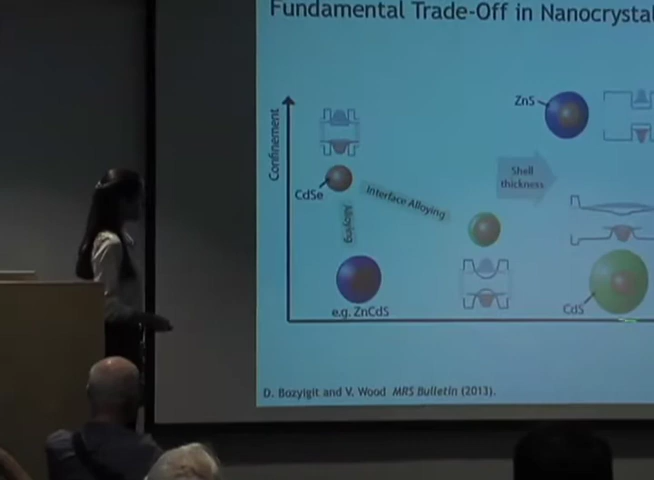 Fundamental Trade-Off in Nanocrystal
Confinement
ZnS
Shell
thickness
CdSe
Interface Alloying
Alloying
e.g. ZnCdS
CdS
D. Bozyigit and V. Wood MRS Bulletin (2013).